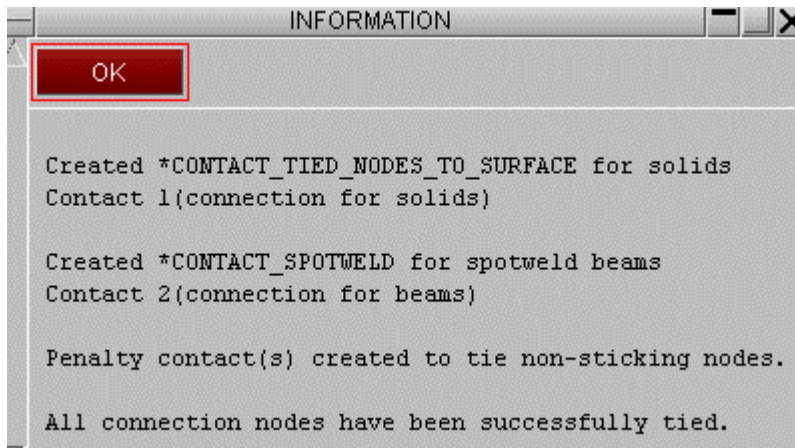 INFORMATION
OK
Created *CONTACT_TIED_NODES_TO_SURFACE for solids
Contact 1(connection for solids)
Created *CONTACT_SPOTWELD for spotweld beams
Contact 2(connection for beams)
Penalty contact(s) created to tie non-sticking nodes.
All connection nodes have been successfully tied.